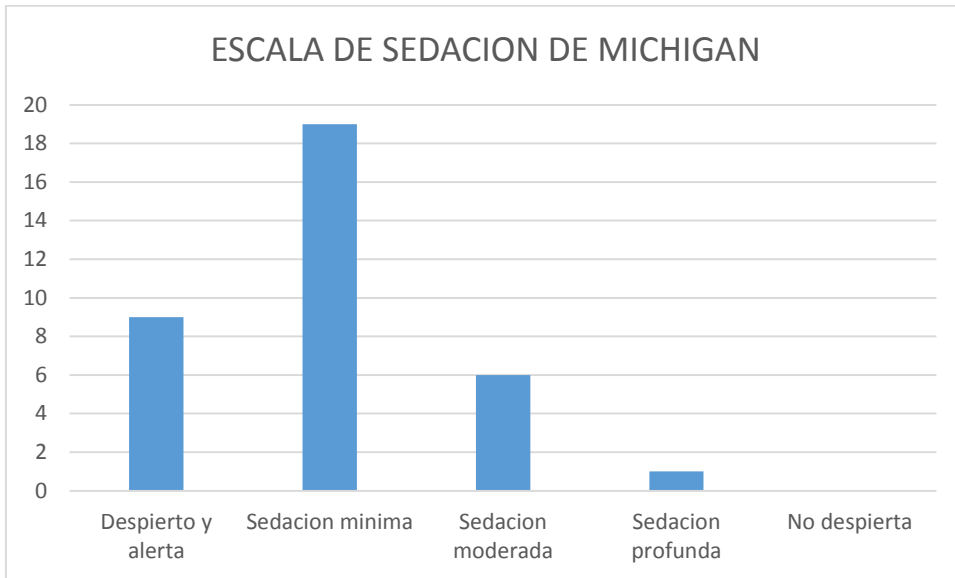 ESCALA DE SEDACION DE MICHIGAN
20
18
16
14
12
10
8
6
4
2
0
Despierto y
alerta
Sedacion minima
Sedacion
moderada
Sedacion
profunda
No despierta